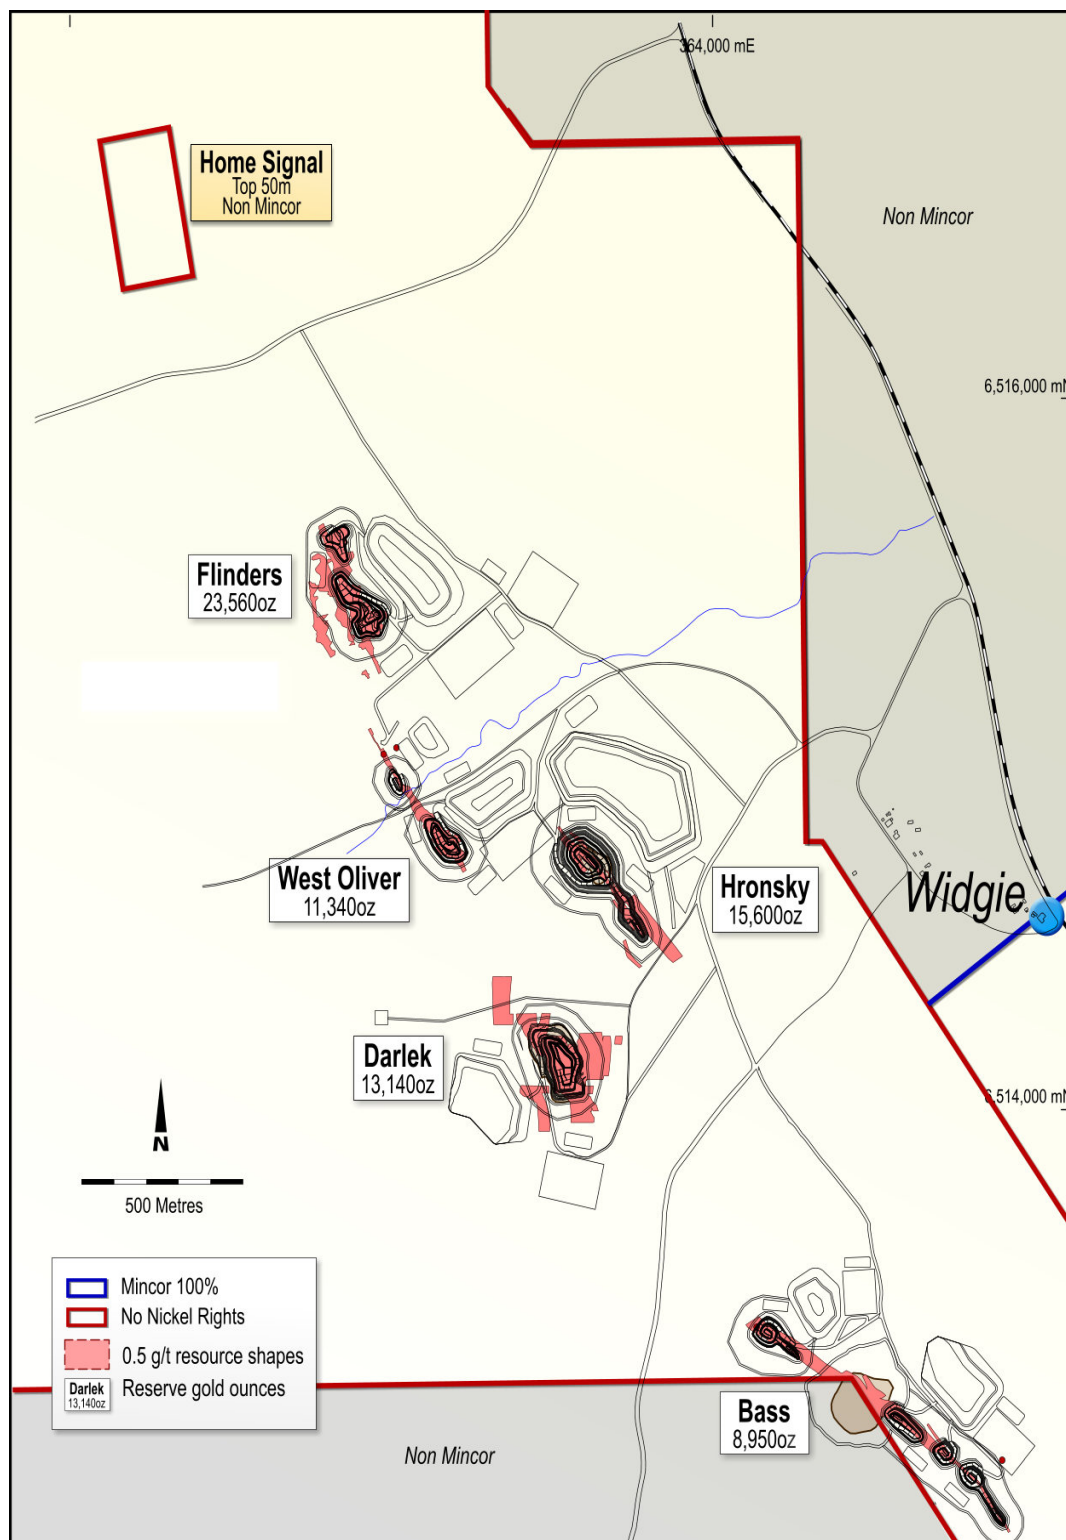 364,000 mE
Home Signal
Top 50m
Non Mincor
Non Mincor
6,516,000 mN
Flinders
23,560oz
West Oliver
11,340oz
Hronsky
15,600oz
Widgie
Darlek
13,140oz
6,514,000 mN
N
500 Metres
Mincor 100%
No Nickel Rights
0.5 g/t resource shapes
Darlek
13,140oz
Reserve gold ounces
Bass
8,950oz
Non Mincor